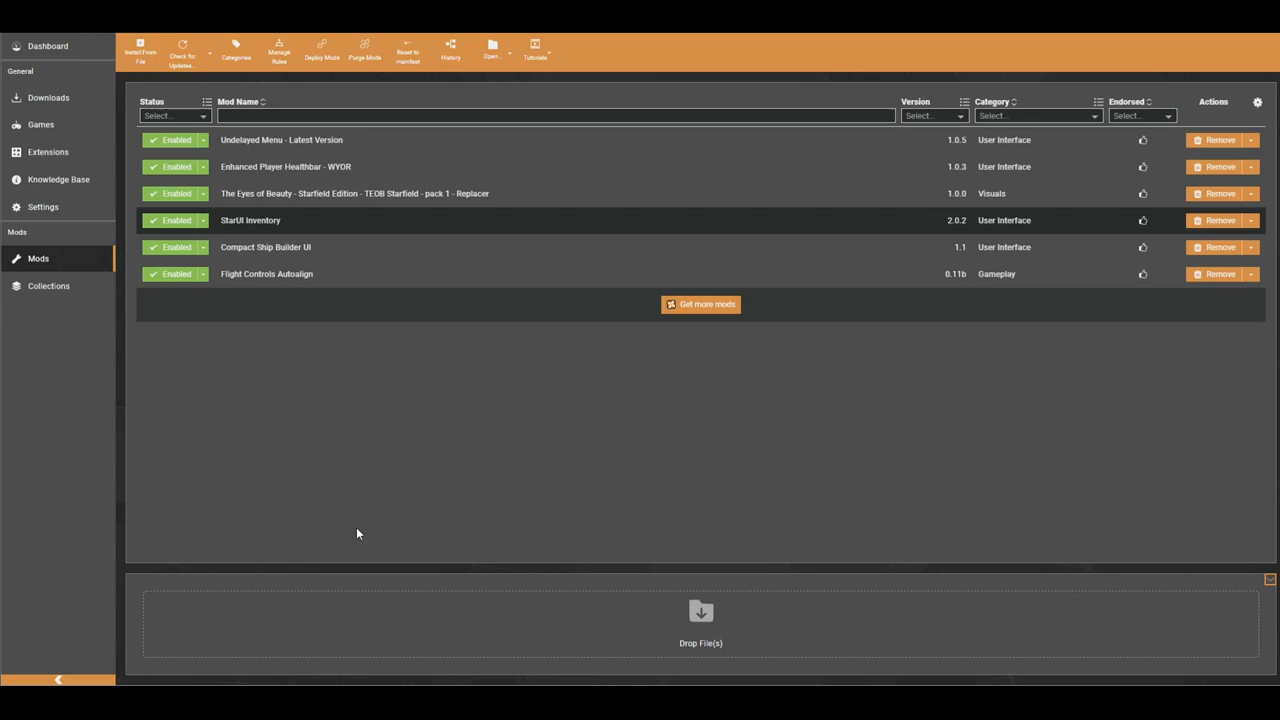 Dashboard
General
Downloads
Games
Extensions
Knowledge Base
Settings
Mods
Mods
Collections
Install From File
Check for Updates...
Categories
Manage Rules
Deploy Mods
Purge Mods
Reset to manifest
History
Open...
Tutorials
Status Mod Name Version Category Endorsed Actions
Select... Select... Select... Select...
Enabled Undelayed Menu - Latest Version 1.0.5 User Interface Remove
Enabled Enhanced Player Healthbar - WYOR 1.0.3 User Interface Remove
Enabled The Eyes of Beauty - Starfield Edition - TEOB Starfield - pack 1 - Replacer 1.0.0 Visuals Remove
Enabled StarUI Inventory 2.0.2 User Interface Remove
Enabled Compact Ship Builder UI 1.1 User Interface Remove
Enabled Flight Controls Autoalign 0.11b Gameplay Remove
Get more mods
Drop File(s)